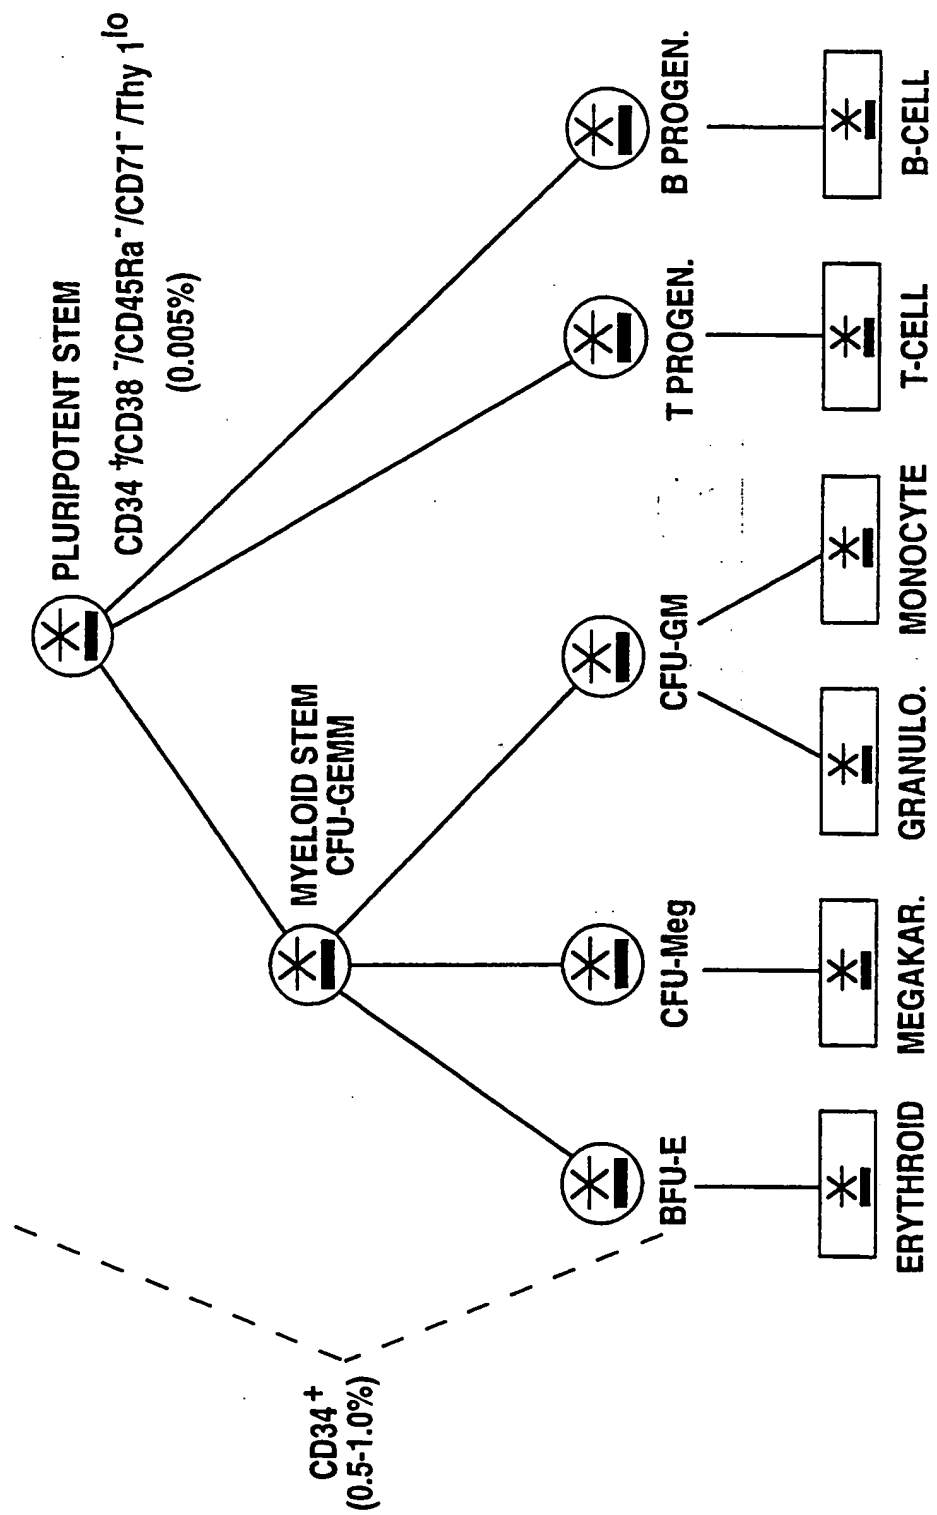 PLURIPOTENT STEM
CD34 +/CD38 -/CD45Ra -/CD71 - /Thy 1lo
(0.005%)
MYELOID STEM
CFU-GEMM
CD34+
(0.5-1.0%)
BFU-E
CFU-Meg
CFU-GM
T PROGEN.
B PROGEN.
ERYTHROID
MEGAKAR.
GRANULO.
MONOCYTE
T-CELL
B-CELL